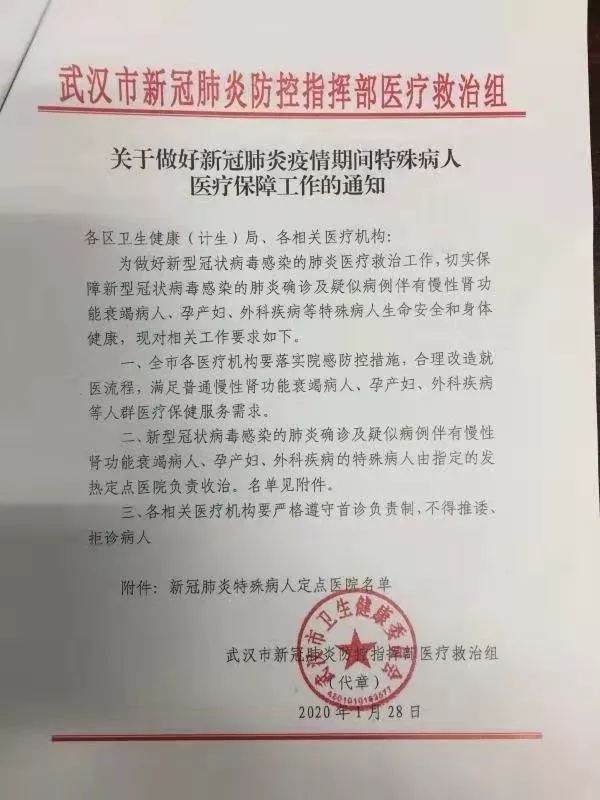 武汉市新冠肺炎防控指挥部医疗救治组
关于做好新冠肺炎疫情期间特殊病人
医疗保障工作的通知
各区卫生健康（计生）局、各相关医疗机构：
为做好新型冠状病毒感染的肺炎医疗救治工作，切实保
障新型冠状病毒感染的肺炎确诊及疑似病例伴有慢性肾功
能衰竭病人、孕产妇、外科疾病等特殊病人生命安全和身体
健康，现对相关工作要求如下。
一、全市各医疗机构要落实院感防控措施，合理改造就
医流程，满足普通慢性肾功能衰竭病人、孕产妇、外科疾病
等人群医疗保健服务需求。
二、新型冠状病毒感染的肺炎确诊及疑似病例伴有慢性
肾功能衰竭病人、孕产妇、外科疾病的特殊病人由指定的发
热定点医院负责收治。名单见附件。
三、各相关医疗机构要严格遵守首诊负责制，不得推诿、
拒诊病人
附件：新冠肺炎特殊病人定点医院名单
武汉市卫生健康委员会
武汉市新冠肺炎防控指挥部医疗救治组
（代章）
2020年1月28日